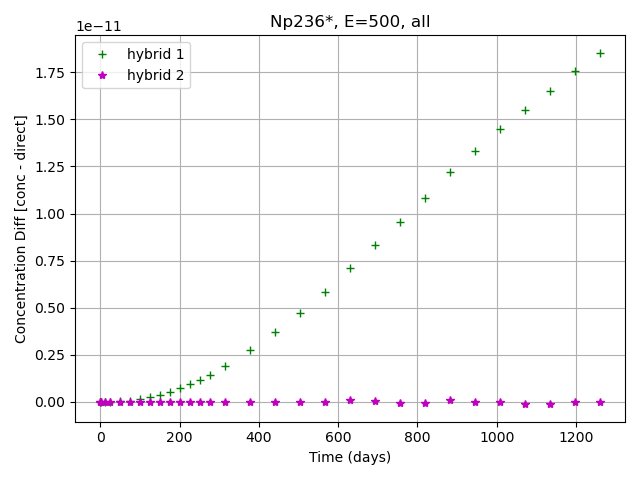 Np236*, E=500, all
1e−11
hybrid 1
hybrid 2
1.75
1.50
1.25
1.00
0.75
0.50
0.25
0.00
Concentration Diff [conc - direct]
0 200 400 600 800 1000 1200
Time (days)